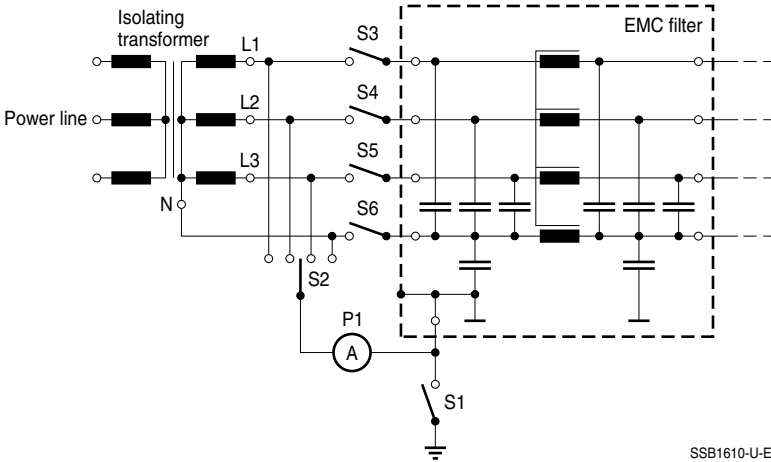 Isolating
transformer
EMC filter
S3
L1
S4
L2
Power line
S5
L3
S6
N
S2
P1
A
S1
SSB1610-U-E